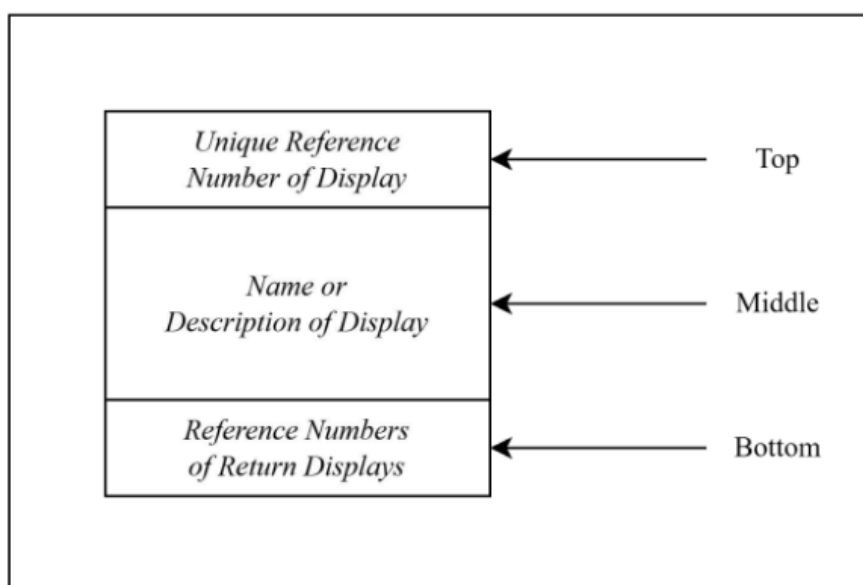 Unique Reference
Number of Display
Top
Name or
Description of Display
Middle
Reference Numbers
of Return Displays
Bottom